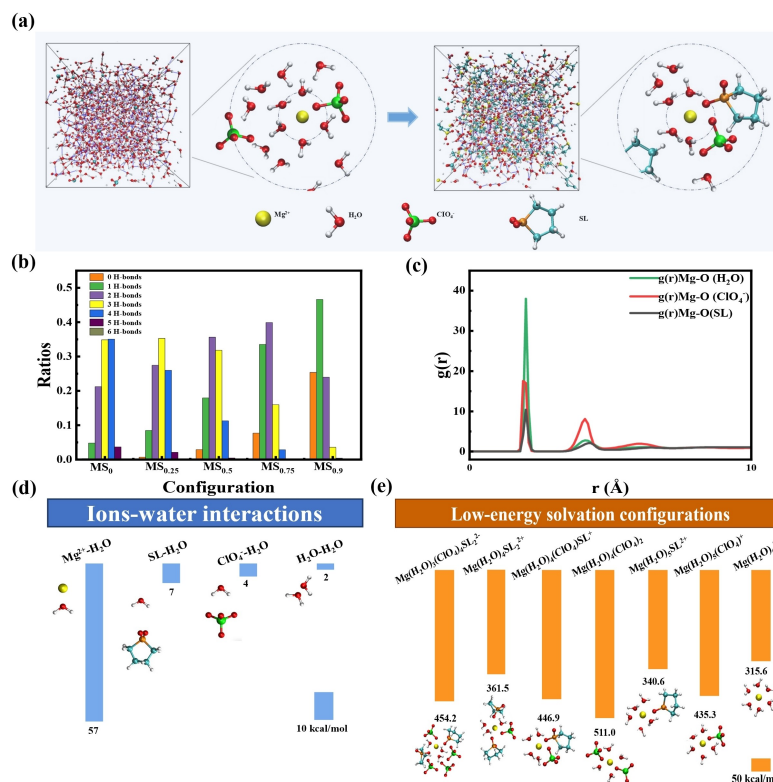 (a)
Mg²⁺
H₂O
ClO₄⁻
SL
(b)
0 H-bonds
1 H-bonds
2 H-bonds
3 H-bonds
4 H-bonds
5 H-bonds
6 H-bonds
0.5
0.4
0.3
0.2
0.1
0.0
Ratios
MS₀ MS₀.₂₅ MS₀.₅ MS₀.₇₅ MS₀.₉
Configuration
(c)
g(r)Mg-O (H₂O)
g(r)Mg-O (ClO₄⁻)
g(r)Mg-O(SL)
40
30
20
10
0
g(r)
0 10
r (Å)
(d)
Ions-water interactions
Mg²⁺-H₂O SL-H₂O ClO₄⁻-H₂O H₂O-H₂O
57
7
4
2
10 kcal/mol
(e)
Low-energy solvation configurations
Mg(H₂O)₄SL₂²⁺
Mg(H₂O)₄(ClO₄)SL⁺
Mg(H₂O)₄(ClO₄)₂
Mg(H₂O)₅SL²⁺
Mg(H₂O)₅(ClO₄)⁺
454.2
361.5
446.9
511.0
340.6
435.3
315.6
50 kcal/m